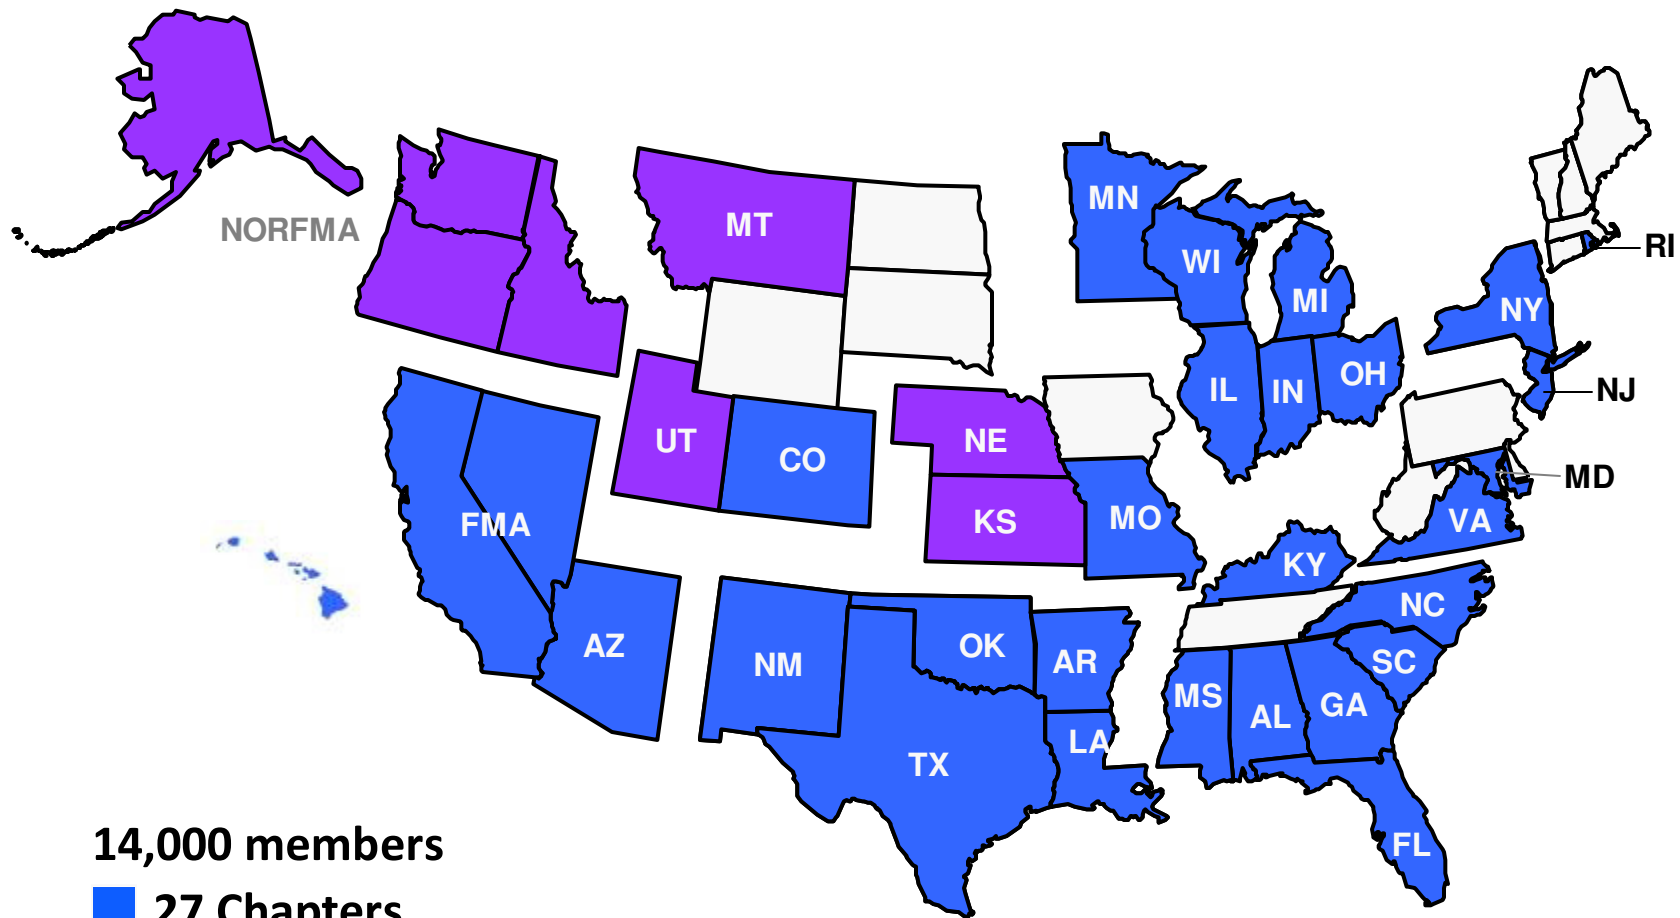 MN
NORFMA
MT
RI
WI
MI
NY
IL
IN
OH
NJ
UT
CO
NE
MD
KS
MO
VA
FMA
KY
NC
AZ
NM
OK
AR
SC
MS
AL
GA
LA
TX
FL
14,000 members
27 Chapters